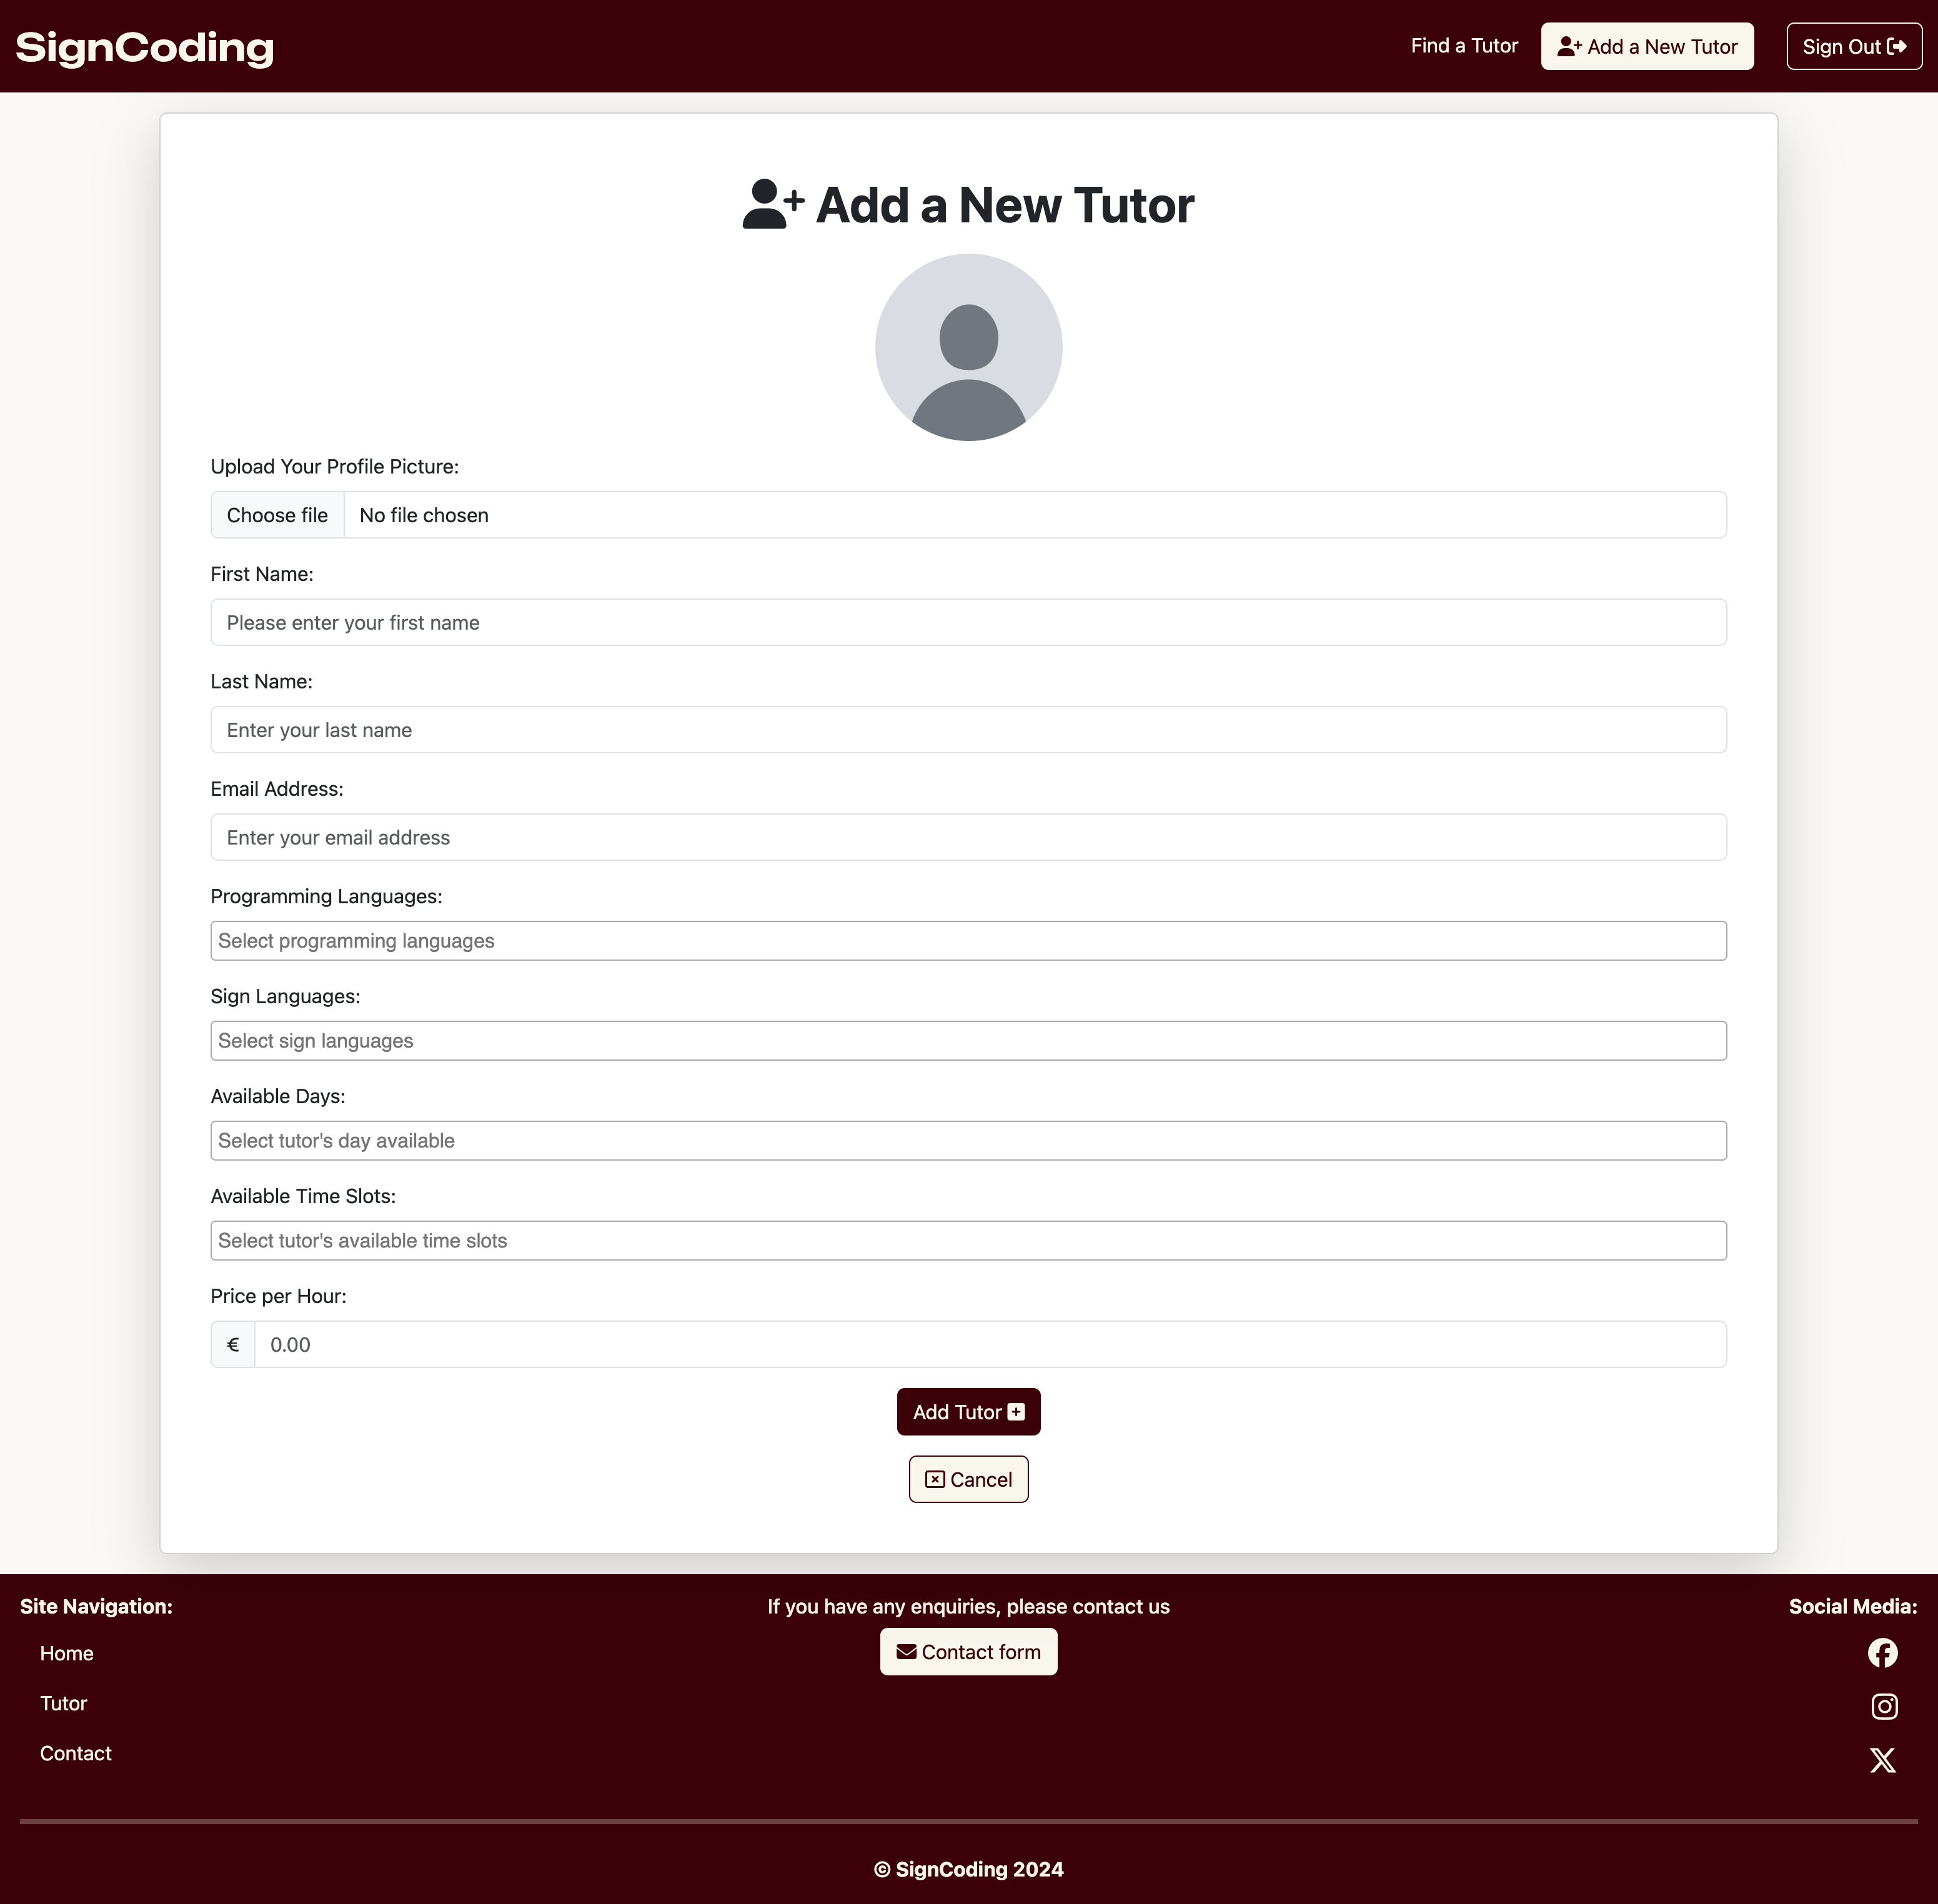 SignCoding
Find a Tutor
Add a New Tutor
Sign Out
Add a New Tutor
Upload Your Profile Picture:
Choose file No file chosen
First Name:
Please enter your first name
Last Name:
Enter your last name
Email Address:
Enter your email address
Programming Languages:
Select programming languages
Sign Languages:
Select sign languages
Available Days:
Select tutor's day available
Available Time Slots:
Select tutor's available time slots
Price per Hour:
€ 0.00
Add Tutor
Cancel
Site Navigation:
Home
Tutor
Contact
If you have any enquiries, please contact us
Contact form
Social Media:
© SignCoding 2024